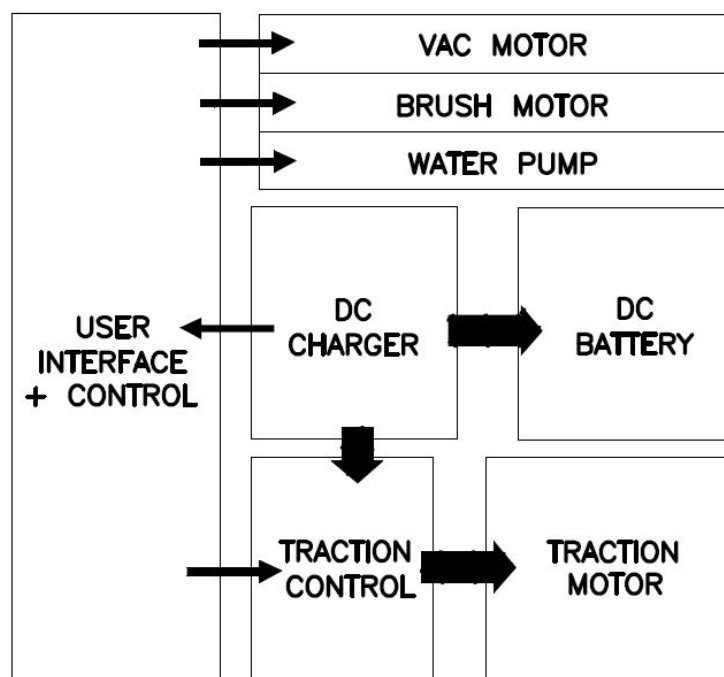 VAC MOTOR
BRUSH MOTOR
WATER PUMP
USER
INTERFACE
+ CONTROL
DC
CHARGER
DC
BATTERY
TRACTION
CONTROL
TRACTION
MOTOR